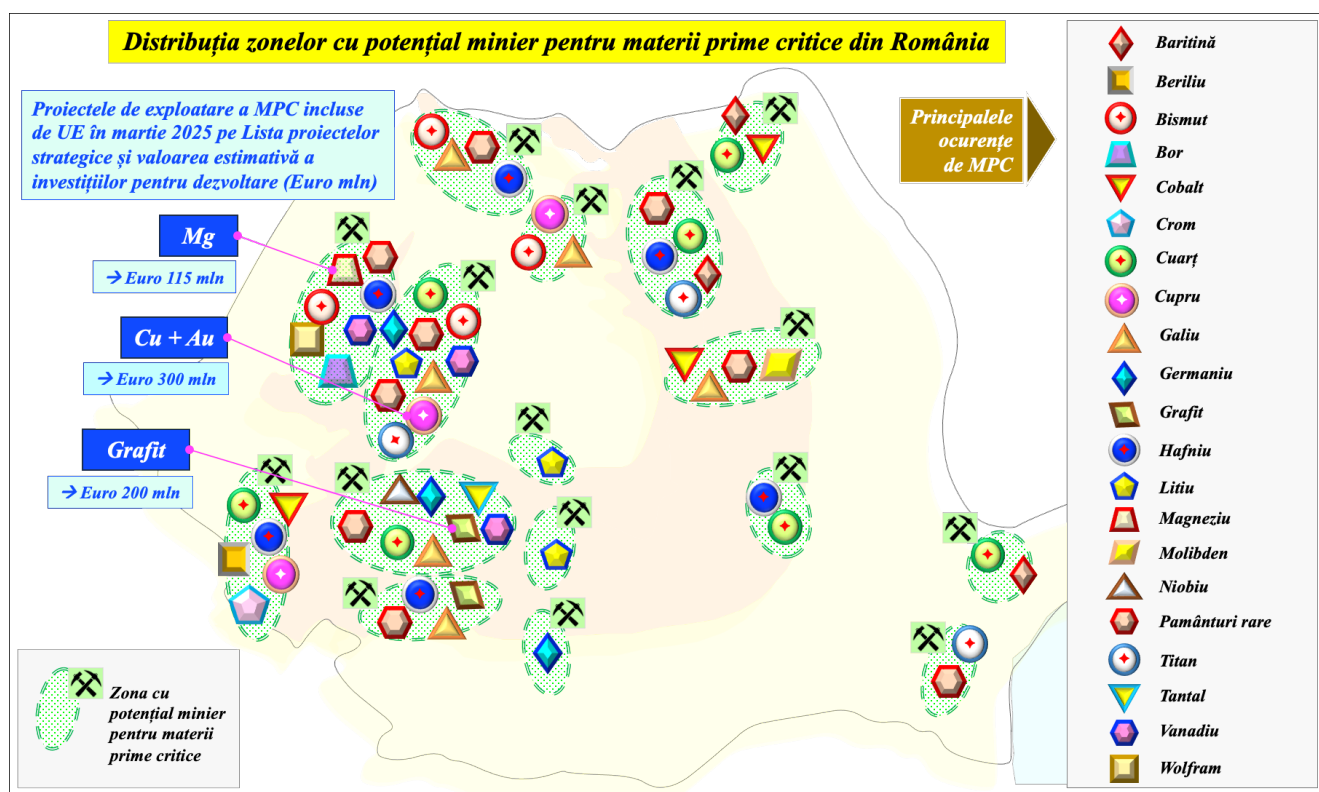 Distribuția zonelor cu potențial minier pentru materii prime critice din România
Proiectele de exploatare a MPC incluse
de UE în martie 2025 pe Lista proiectelor
strategice și valoarea estimativă a
investițiilor pentru dezvoltare (Euro mln)
Principalele
ocurențe
de MPC
Mg
→ Euro 115 mln
Cu + Au
→ Euro 300 mln
Grafit
→ Euro 200 mln
Zona cu
potențial minier
pentru materii
prime critice
Baritină
Beriliu
Bismut
Bor
Cobalt
Crom
Cuarț
Cupru
Galiu
Germaniu
Grafit
Hafniu
Litiu
Magneziu
Molibden
Niobiu
Pamânturi rare
Titan
Tantal
Vanadiu
Wolfram